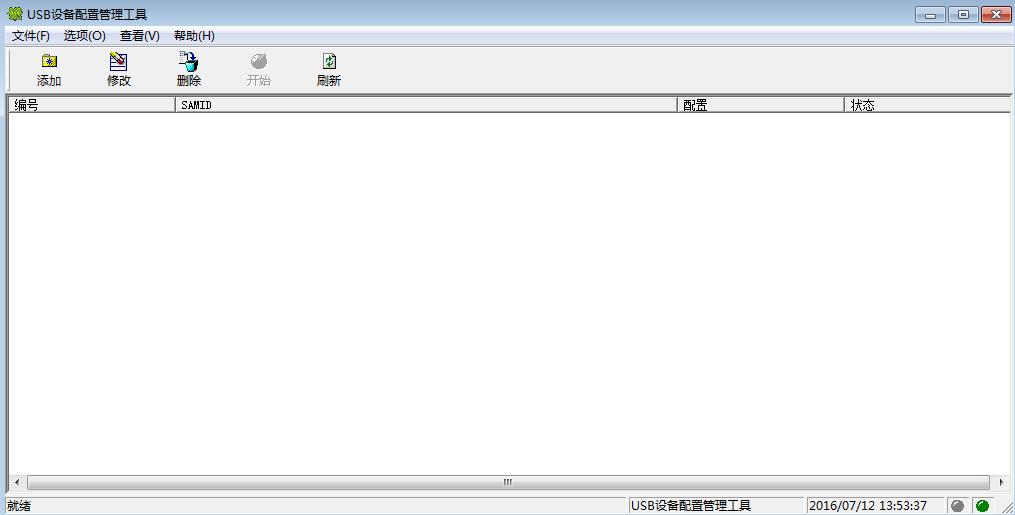 USB设备配置管理工具
文件(F) 选项(O) 查看(V) 帮助(H)
添加 修改 删除 开始 刷新
编号 SAMID 配置 状态
就绪 USB设备配置管理工具 2016/07/12 13:53:37